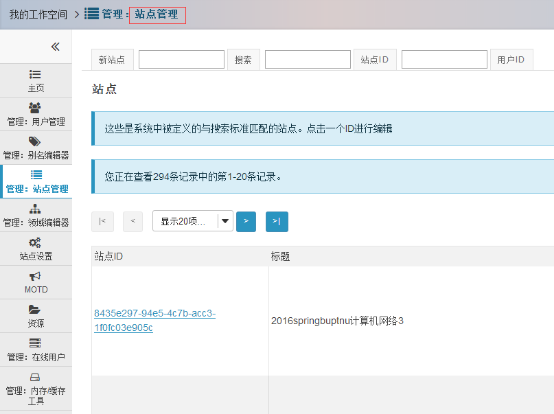 我的工作空间 > 管理:站点管理
新站点 搜索 站点ID 用户ID
主页
管理：用户管理
管理：别名编辑器
管理：站点管理
管理：领域编辑器
站点设置
MOTD
资源
管理：在线用户
管理：内存/缓存
工具
站点
这些是系统中被定义的与搜索标准匹配的站点。点击一个ID进行编辑
您正在查看294条记录中的第1-20条记录。
|< < 显示20项... > >|
站点ID 标题
8435e297-94e5-4c7b-acc3-
1f0fc03e905c
2016springbuptnu计算机网络3